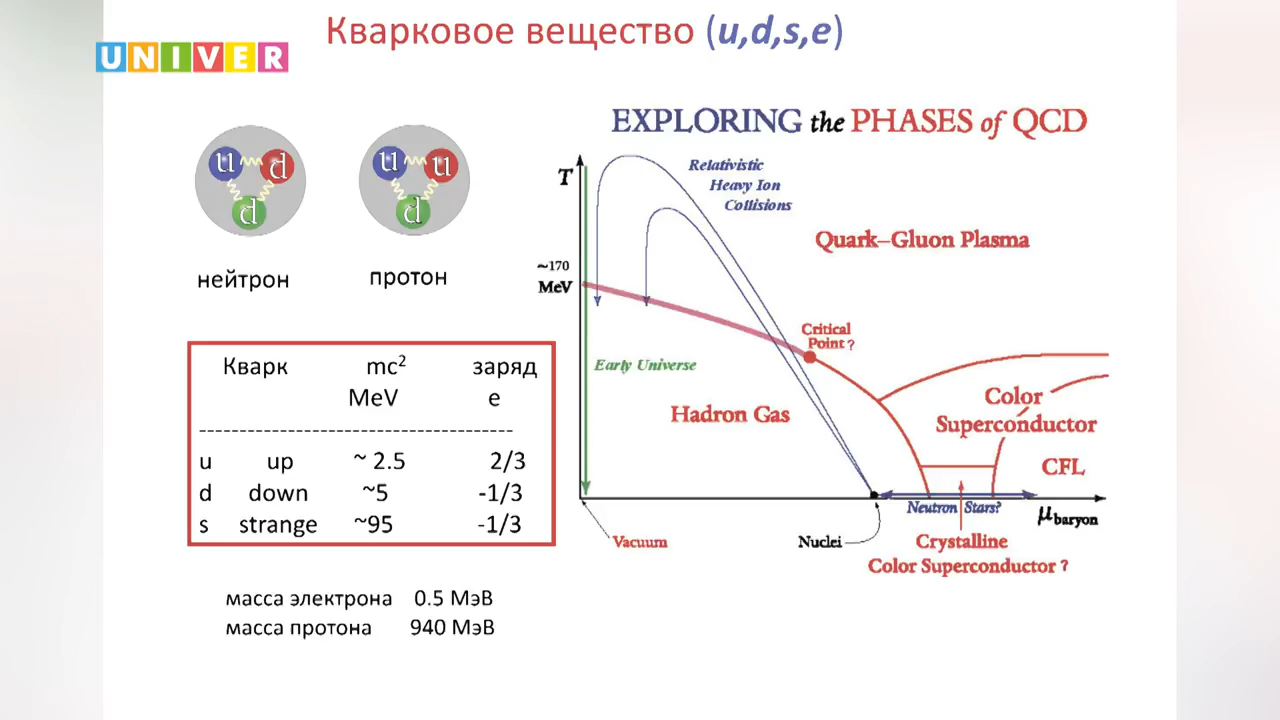 Кварковое вещество (u,d,s,e)
UNIVER
u d d
нейтрон
u u d
протон
Кварк mc² заряд
MeV e
---------------------------------------
u up ~ 2.5 2/3
d down ~5 -1/3
s strange ~95 -1/3
масса электрона 0.5 МэВ
масса протона 940 МэВ
EXPLORING the PHASES of QCD
T
Relativistic
Heavy Ion
Collisions
Quark–Gluon Plasma
~170
MeV
Critical
Point ?
Early Universe
Hadron Gas
Color
Superconductor
CFL
Neutron Stars?
μbaryon
Vacuum
Nuclei
Crystalline
Color Superconductor ?